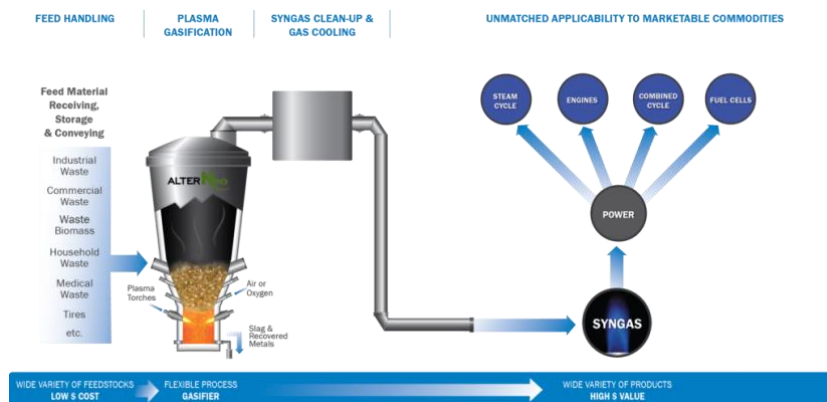 FEED HANDLING
PLASMA
GASIFICATION
SYNGAS CLEAN-UP &
GAS COOLING
UNMATCHED APPLICABILITY TO MARKETABLE COMMODITIES
Feed Material
Receiving,
Storage
& Conveying
Industrial
Waste
Commercial
Waste
Waste
Biomass
Household
Waste
Medical
Waste
Tires
etc.
Plasma
Torches
Air or
Oxygen
Slag &
Recovered
Metals
STEAM
CYCLE
ENGINES
COMBINED
CYCLE
FUEL CELLS
POWER
SYNGAS
WIDE VARIETY OF FEEDSTOCKS
LOW $ COST
FLEXIBLE PROCESS
GASIFIER
WIDE VARIETY OF PRODUCTS
HIGH $ VALUE